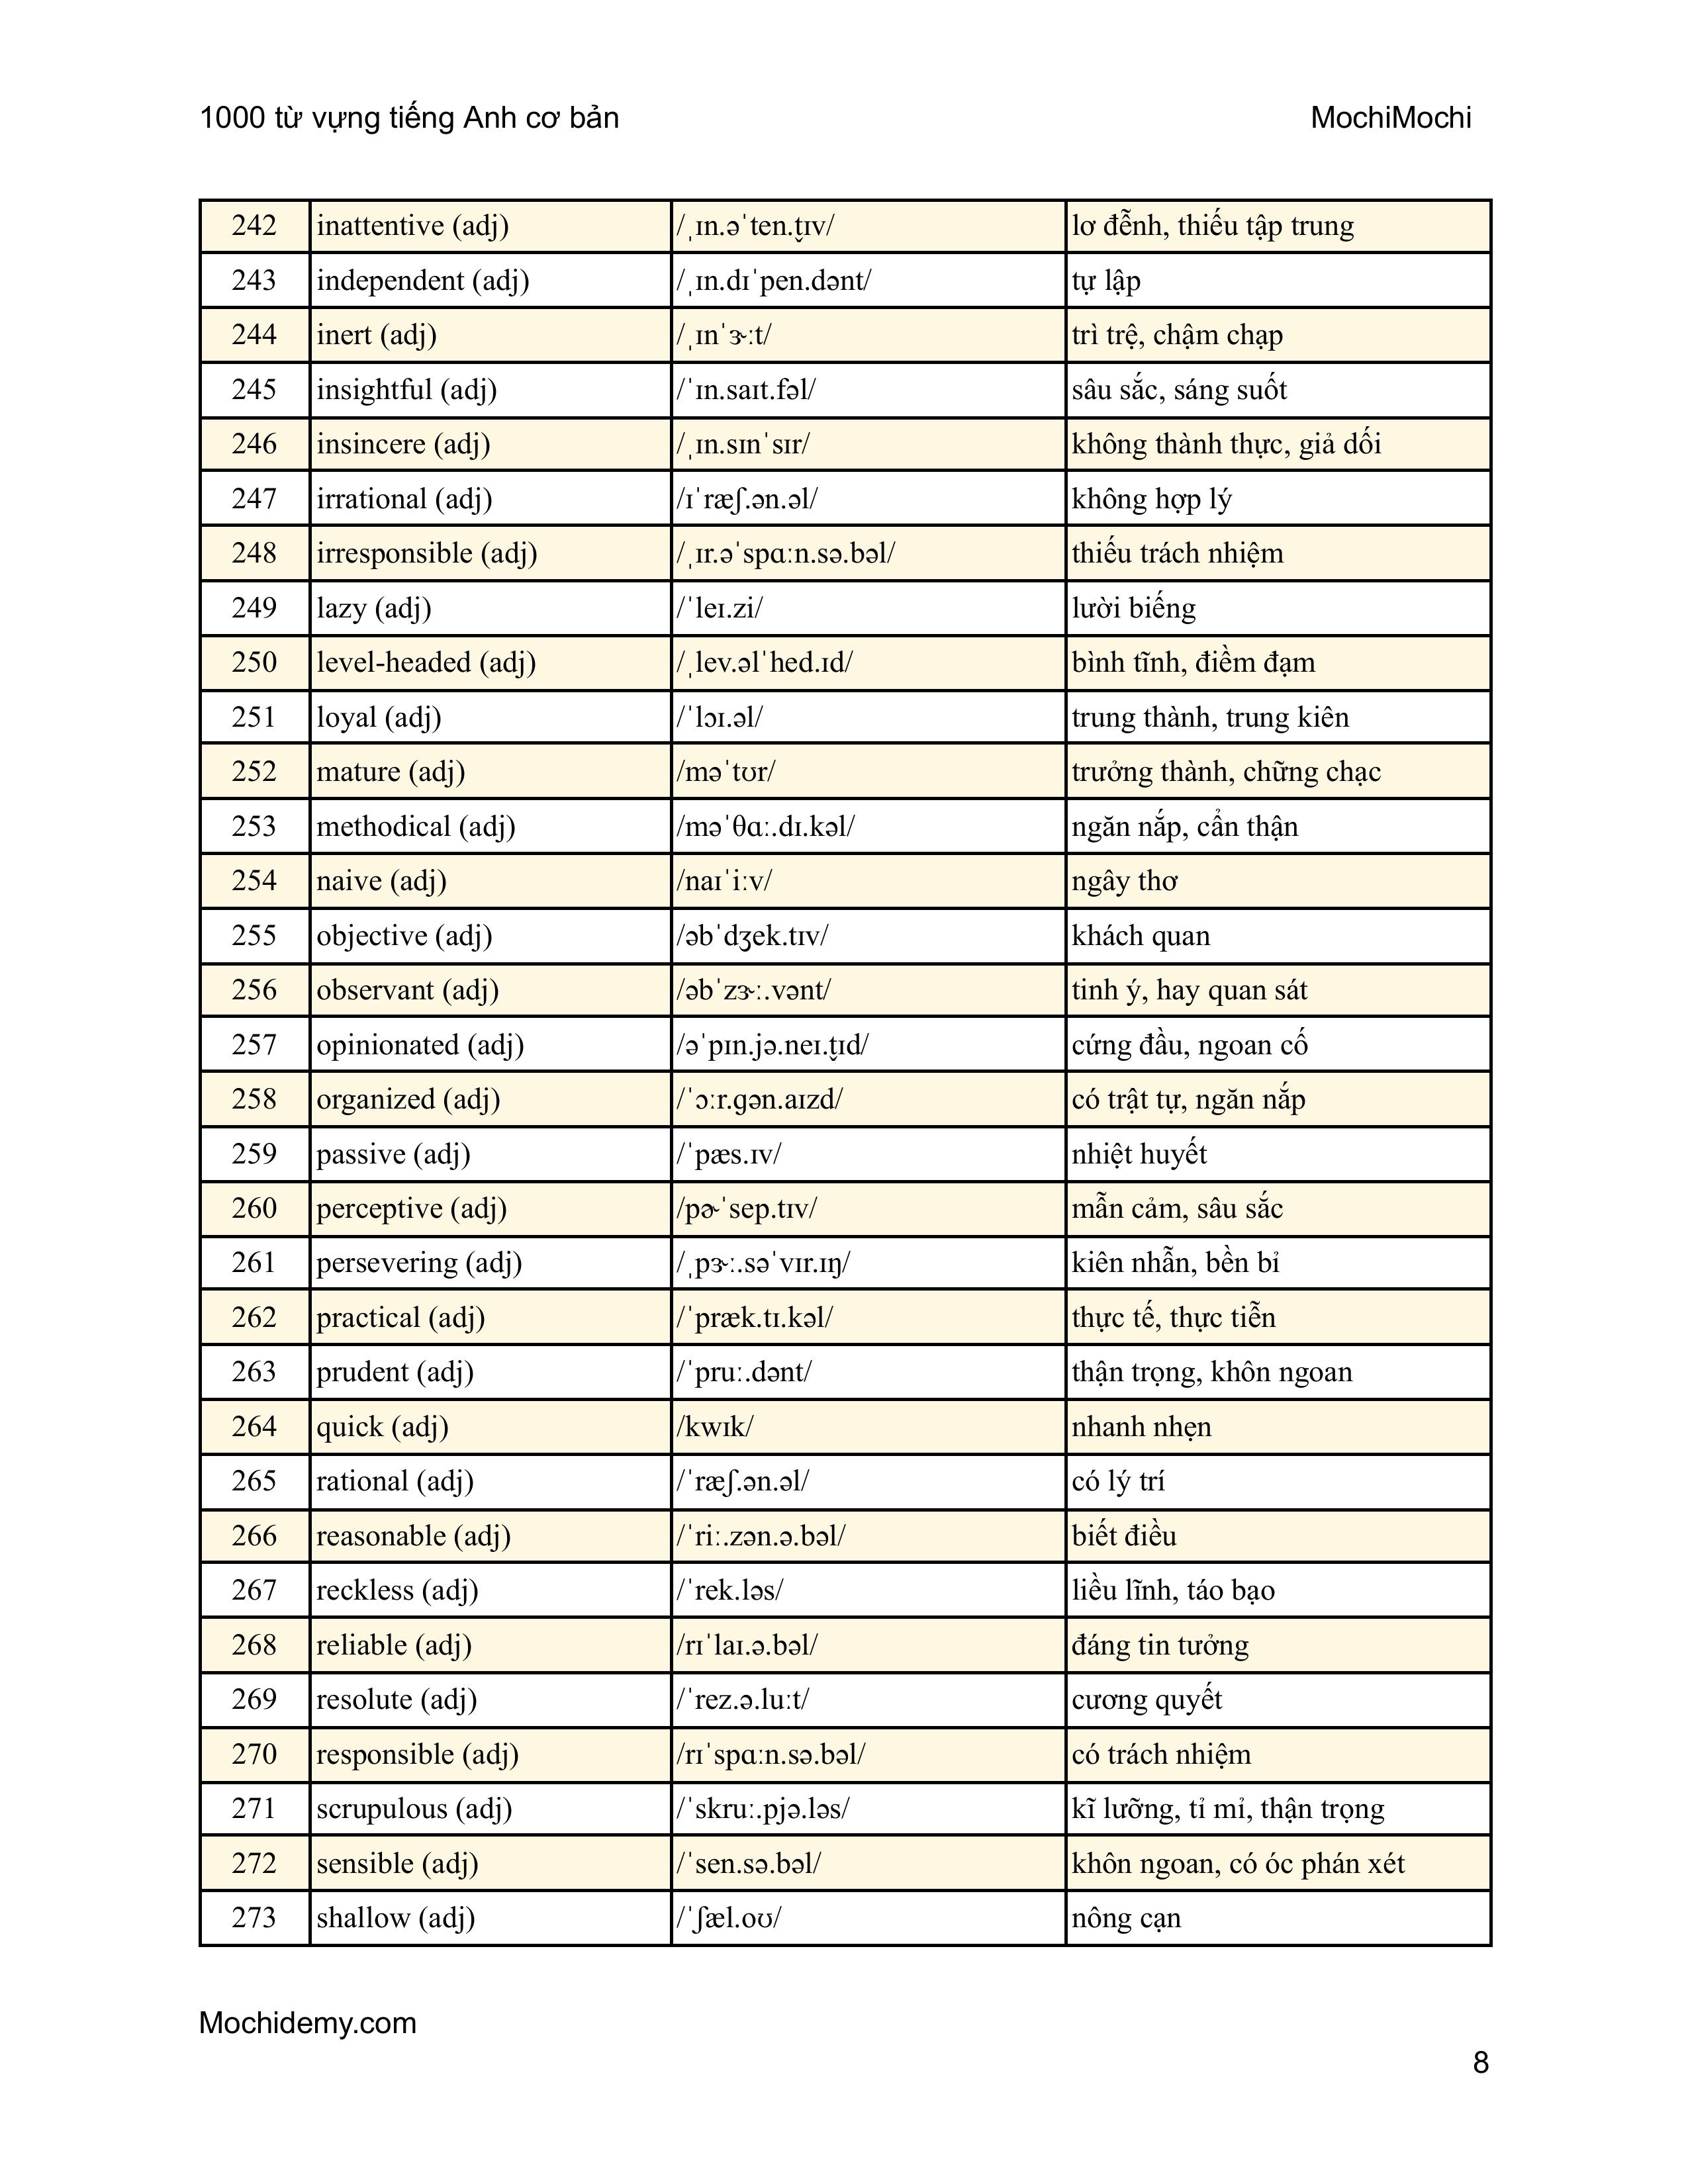 1000 từ vựng tiếng Anh cơ bản MochiMochi
242 inattentive (adj) /ˌɪn.əˈten.t̬ɪv/ lơ đễnh, thiếu tập trung
243 independent (adj) /ˌɪn.dɪˈpen.dənt/ tự lập
244 inert (adj) /ˌɪnˈɝːt/ trì trệ, chậm chạp
245 insightful (adj) /ˈɪn.saɪt.fəl/ sâu sắc, sáng suốt
246 insincere (adj) /ˌɪn.sɪnˈsɪr/ không thành thực, giả dối
247 irrational (adj) /ɪˈræʃ.ən.əl/ không hợp lý
248 irresponsible (adj) /ˌɪr.əˈspɑːn.sə.bəl/ thiếu trách nhiệm
249 lazy (adj) /ˈleɪ.zi/ lười biếng
250 level-headed (adj) /ˌlev.əlˈhed.ɪd/ bình tĩnh, điềm đạm
251 loyal (adj) /ˈlɔɪ.əl/ trung thành, trung kiên
252 mature (adj) /məˈtʊr/ trưởng thành, chững chạc
253 methodical (adj) /məˈθɑː.dɪ.kəl/ ngăn nắp, cẩn thận
254 naive (adj) /naɪˈiːv/ ngây thơ
255 objective (adj) /əbˈdʒek.tɪv/ khách quan
256 observant (adj) /əbˈzɝː.vənt/ tinh ý, hay quan sát
257 opinionated (adj) /əˈpɪn.jə.neɪ.t̬ɪd/ cứng đầu, ngoan cố
258 organized (adj) /ˈɔːr.ɡən.aɪzd/ có trật tự, ngăn nắp
259 passive (adj) /ˈpæs.ɪv/ nhiệt huyết
260 perceptive (adj) /pɚˈsep.tɪv/ mẫn cảm, sâu sắc
261 persevering (adj) /ˌpɝː.səˈvɪr.ɪŋ/ kiên nhẫn, bền bỉ
262 practical (adj) /ˈpræk.tɪ.kəl/ thực tế, thực tiễn
263 prudent (adj) /ˈpruː.dənt/ thận trọng, khôn ngoan
264 quick (adj) /kwɪk/ nhanh nhẹn
265 rational (adj) /ˈræʃ.ən.əl/ có lý trí
266 reasonable (adj) /ˈriː.zən.ə.bəl/ biết điều
267 reckless (adj) /ˈrek.ləs/ liều lĩnh, táo bạo
268 reliable (adj) /rɪˈlaɪ.ə.bəl/ đáng tin tưởng
269 resolute (adj) /ˈrez.ə.luːt/ cương quyết
270 responsible (adj) /rɪˈspɑːn.sə.bəl/ có trách nhiệm
271 scrupulous (adj) /ˈskruː.pjə.ləs/ kĩ lưỡng, tỉ mỉ, thận trọng
272 sensible (adj) /ˈsen.sə.bəl/ khôn ngoan, có óc phán xét
273 shallow (adj) /ˈʃæl.oʊ/ nông cạn
Mochidemy.com
8